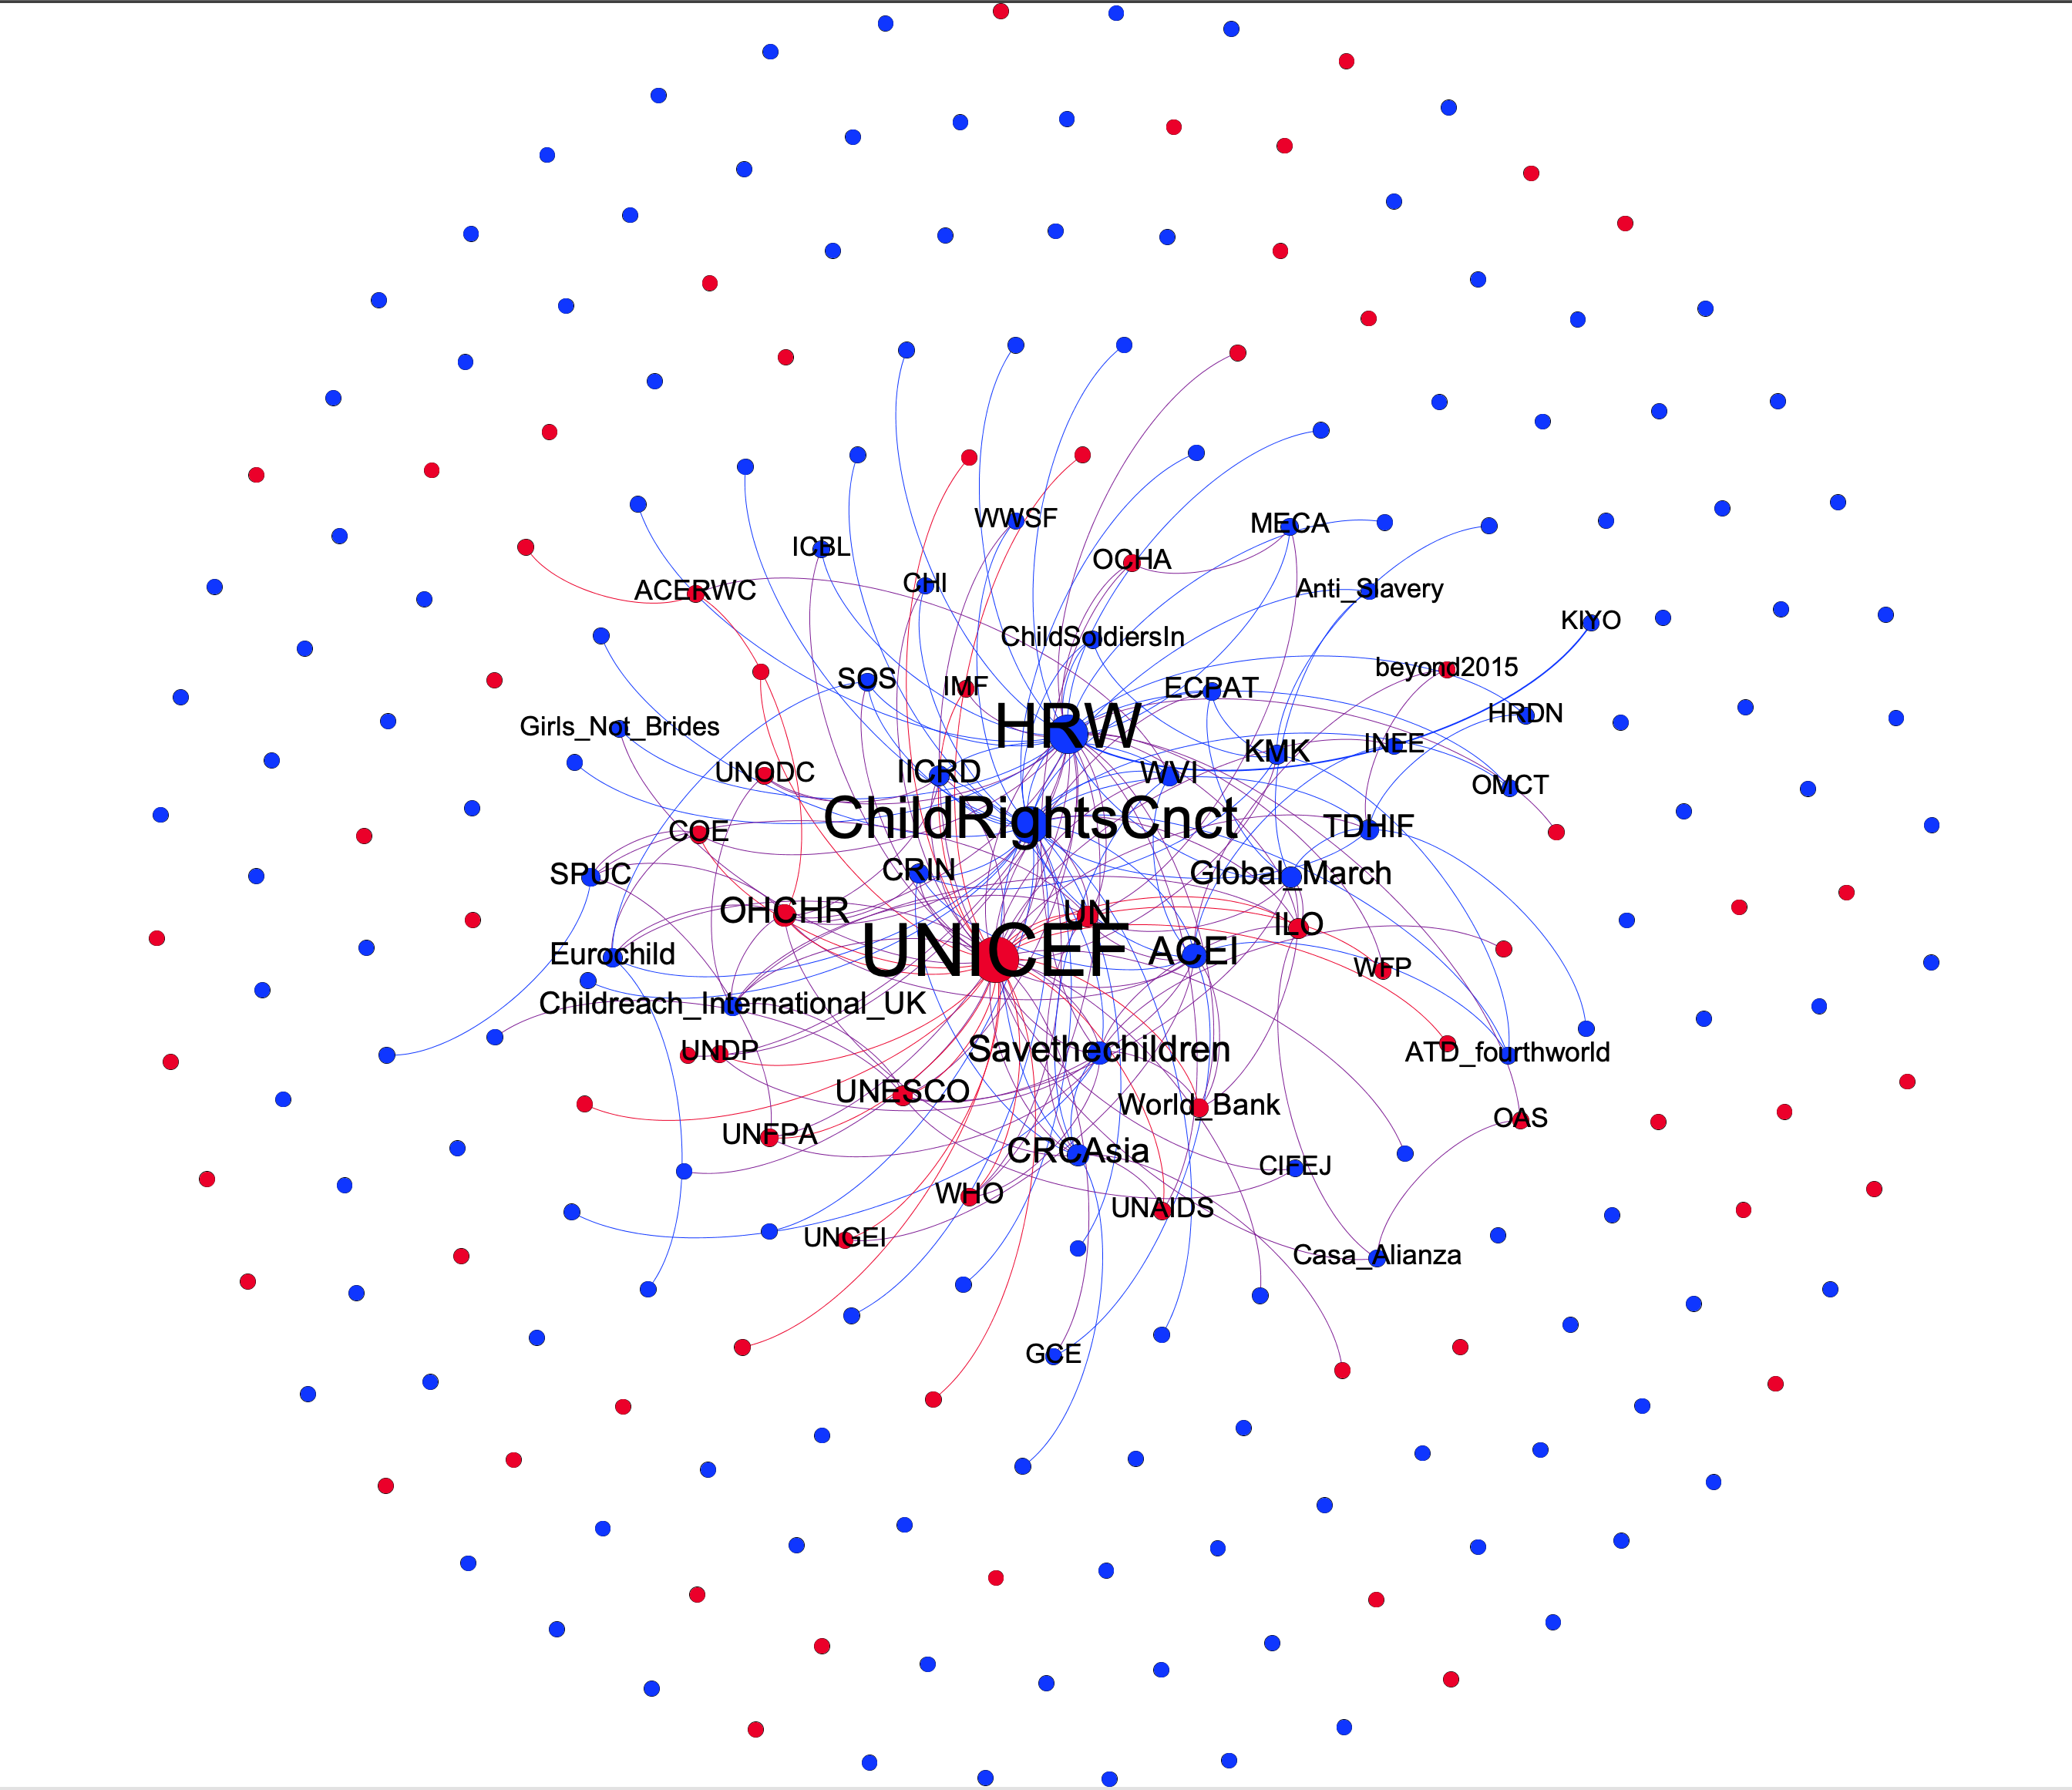 WWSF
MECA
ICBL
OCHA
CHI
ACERWC
Anti_Slavery
KIYO
ChildSoldiersIn
beyond2015
SOS
IMF
ECPAT
HRW
HRDN
Girls_Not_Brides
INEE
KMK
UNODC
IICRD
WVI
OMCT
ChildRightsCnct
COE
TDHIF
SPUC
CRIN
Global_March
OHCHR
UN
ILO
UNICEF
ACEI
Eurochild
WFP
Childreach_International_UK
UNDP
Savethechildren
ATD_fourthworld
UNESCO
World_Bank
OAS
UNFPA
CRCAsia
CIFEJ
WHO
UNAIDS
UNGEI
Casa_Alianza
GCE